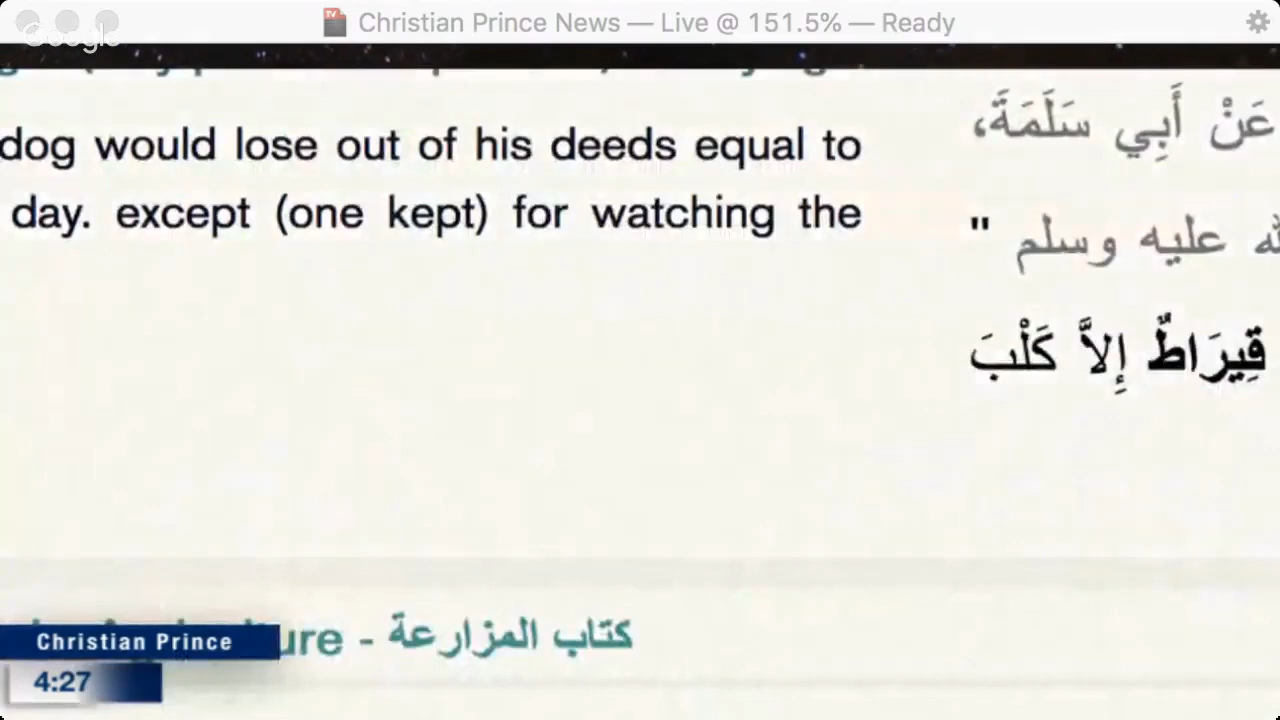 Christian Prince News — Live @ 151.5% — Ready
Google
dog would lose out of his deeds equal to
day. except (one kept) for watching the
عَنْ أَبِي سَلَمَةَ،
عليه وسلم "
قِيرَاطٌ إِلاَّ كَلْبَ
ure - كتاب المزارعة
Christian Prince
4:27